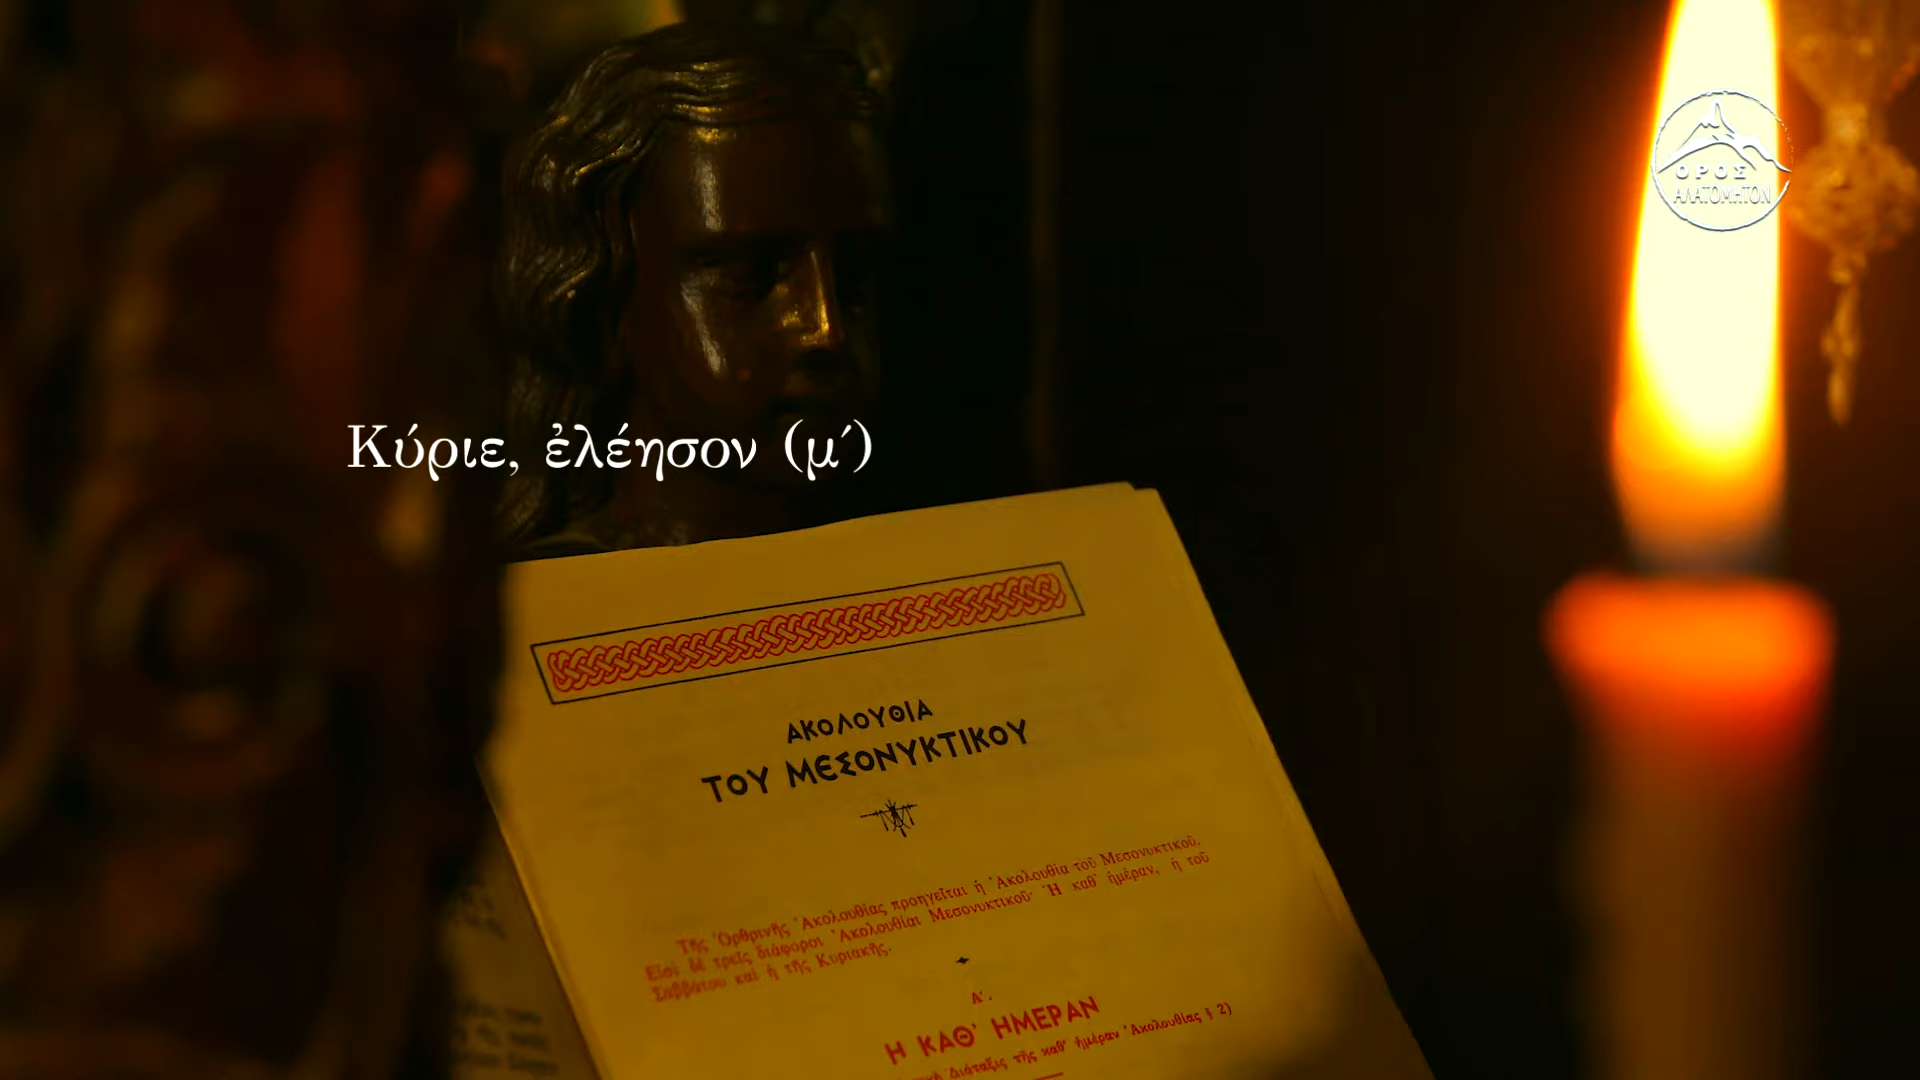 ΟΡΟΣ
ΑΛΑΤΟΜΗΤΟΝ
Κύριε, ἐλέησον (μ΄)
ΑΚΟΛΟΥΘΙΑ
ΤΟΥ ΜΕΣΟΝΥΚΤΙΚΟΥ
Τῆς Ὀρθρινῆς Ἀκολουθίας προηγεῖται ἡ Ἀκολουθία τοῦ Μεσονυκτικοῦ.
Εἰσὶ δὲ τρεῖς διάφοροι Ἀκολουθίαι Μεσονυκτικοῦ· Ἡ καθ' ἡμέραν, ἡ τοῦ
Σαββάτου καὶ ἡ τῆς Κυριακῆς.
Α΄.
Η ΚΑΘ' ΗΜΕΡΑΝ
Διάταξις τῆς καθ' ἡμέραν Ἀκολουθίας § 2)